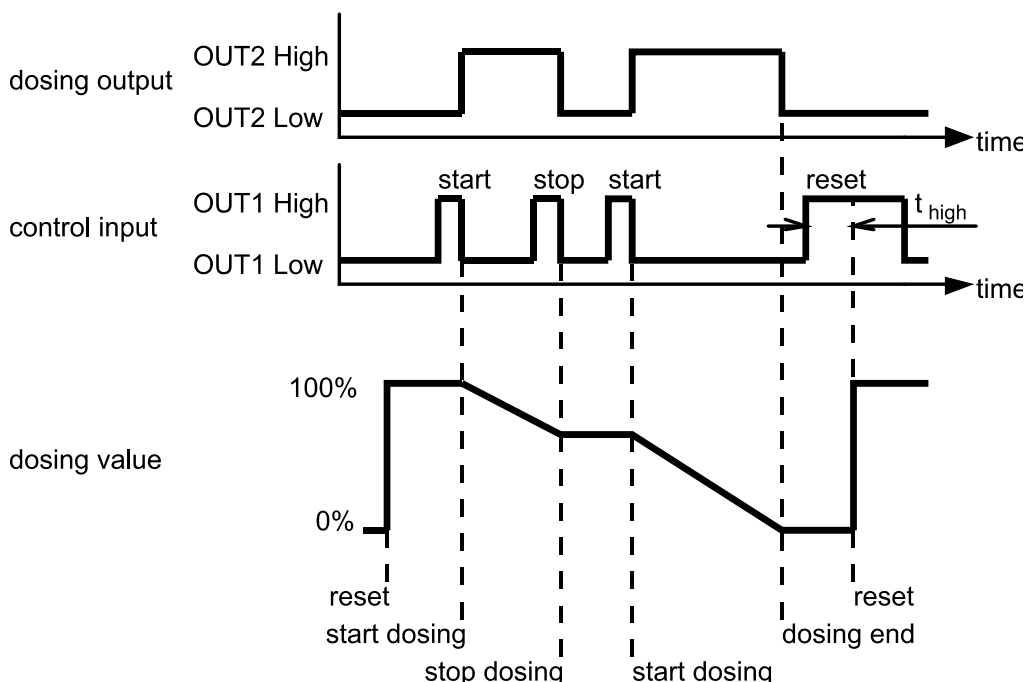 OUT2 High
dosing output
OUT2 Low
time
start stop start reset
OUT1 High
t high
control input
OUT1 Low
time
100%
dosing value
0%
reset reset
start dosing dosing end
stop dosing start dosing